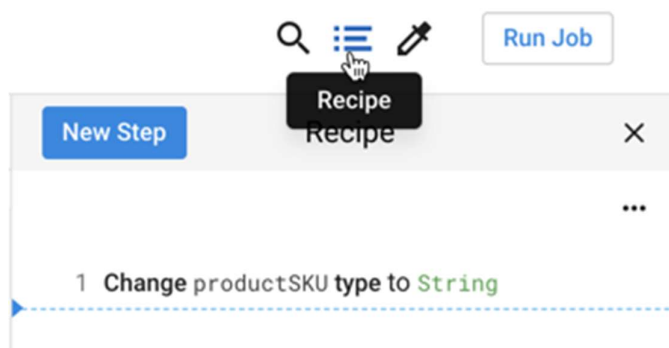 Run Job
Recipe
New Step
Recipe
1 Change productSKU type to String